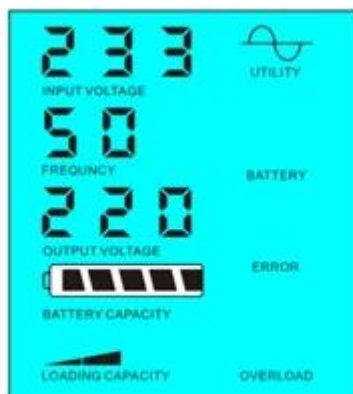 233
INPUT VOLTAGE
UTILITY
50
FREQUNCY
BATTERY
220
OUTPUT VOLTAGE
ERROR
BATTERY CAPACITY
LOADING CAPACITY
OVERLOAD